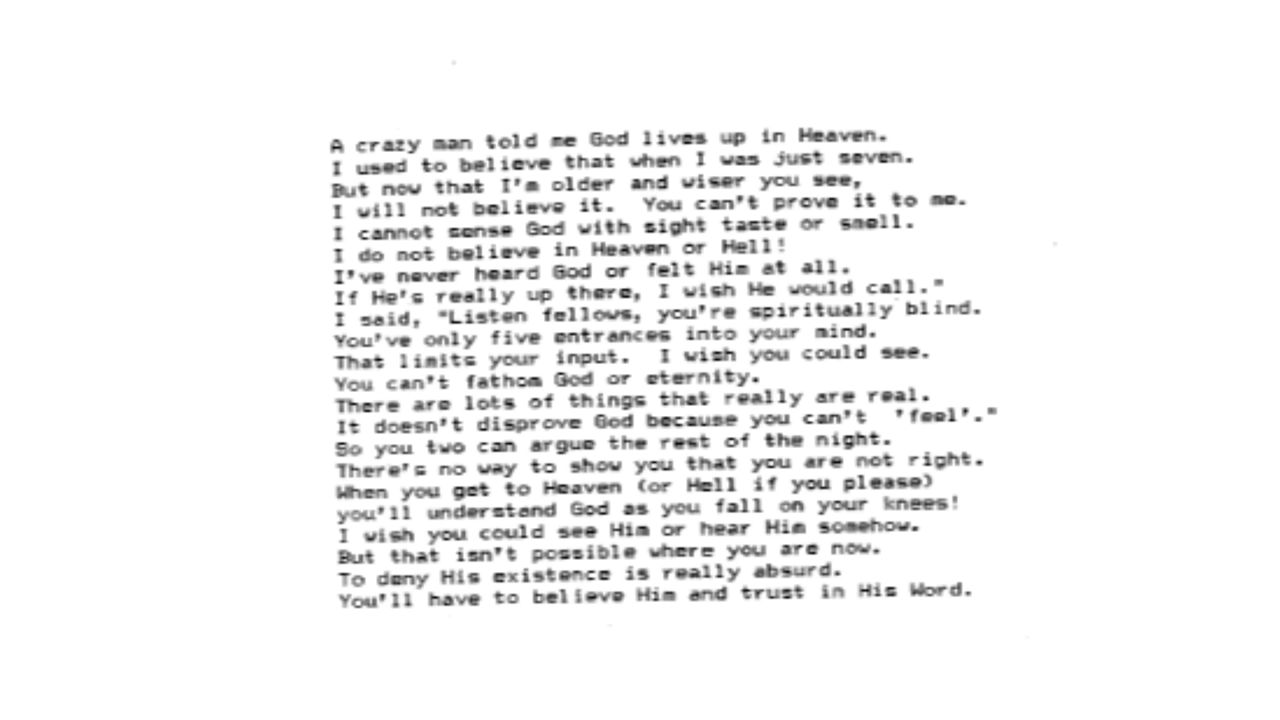 A crazy man told me God lives up in Heaven.
I used to believe that when I was just seven.
But now that I'm older and wiser you see,
I will not believe it.  You can't prove it to me.
I cannot sense God with sight taste or smell.
I do not believe in Heaven or Hell!
I've never heard God or felt Him at all.
If He's really up there, I wish He would call."
I said, "Listen fellows, you're spiritually blind.
You've only five entrances into your mind.
That limits your input.  I wish you could see.
You can't fathom God or eternity.
There are lots of things that really are real.
It doesn't disprove God because you can't  'feel'."
So you two can argue the rest of the night.
There's no way to show you that you are not right.
When you get to Heaven (or Hell if you please)
you'll understand God as you fall on your knees!
I wish you could see Him or hear Him somehow.
But that isn't possible where you are now.
To deny His existence is really absurd.
You'll have to believe Him and trust in His Word.